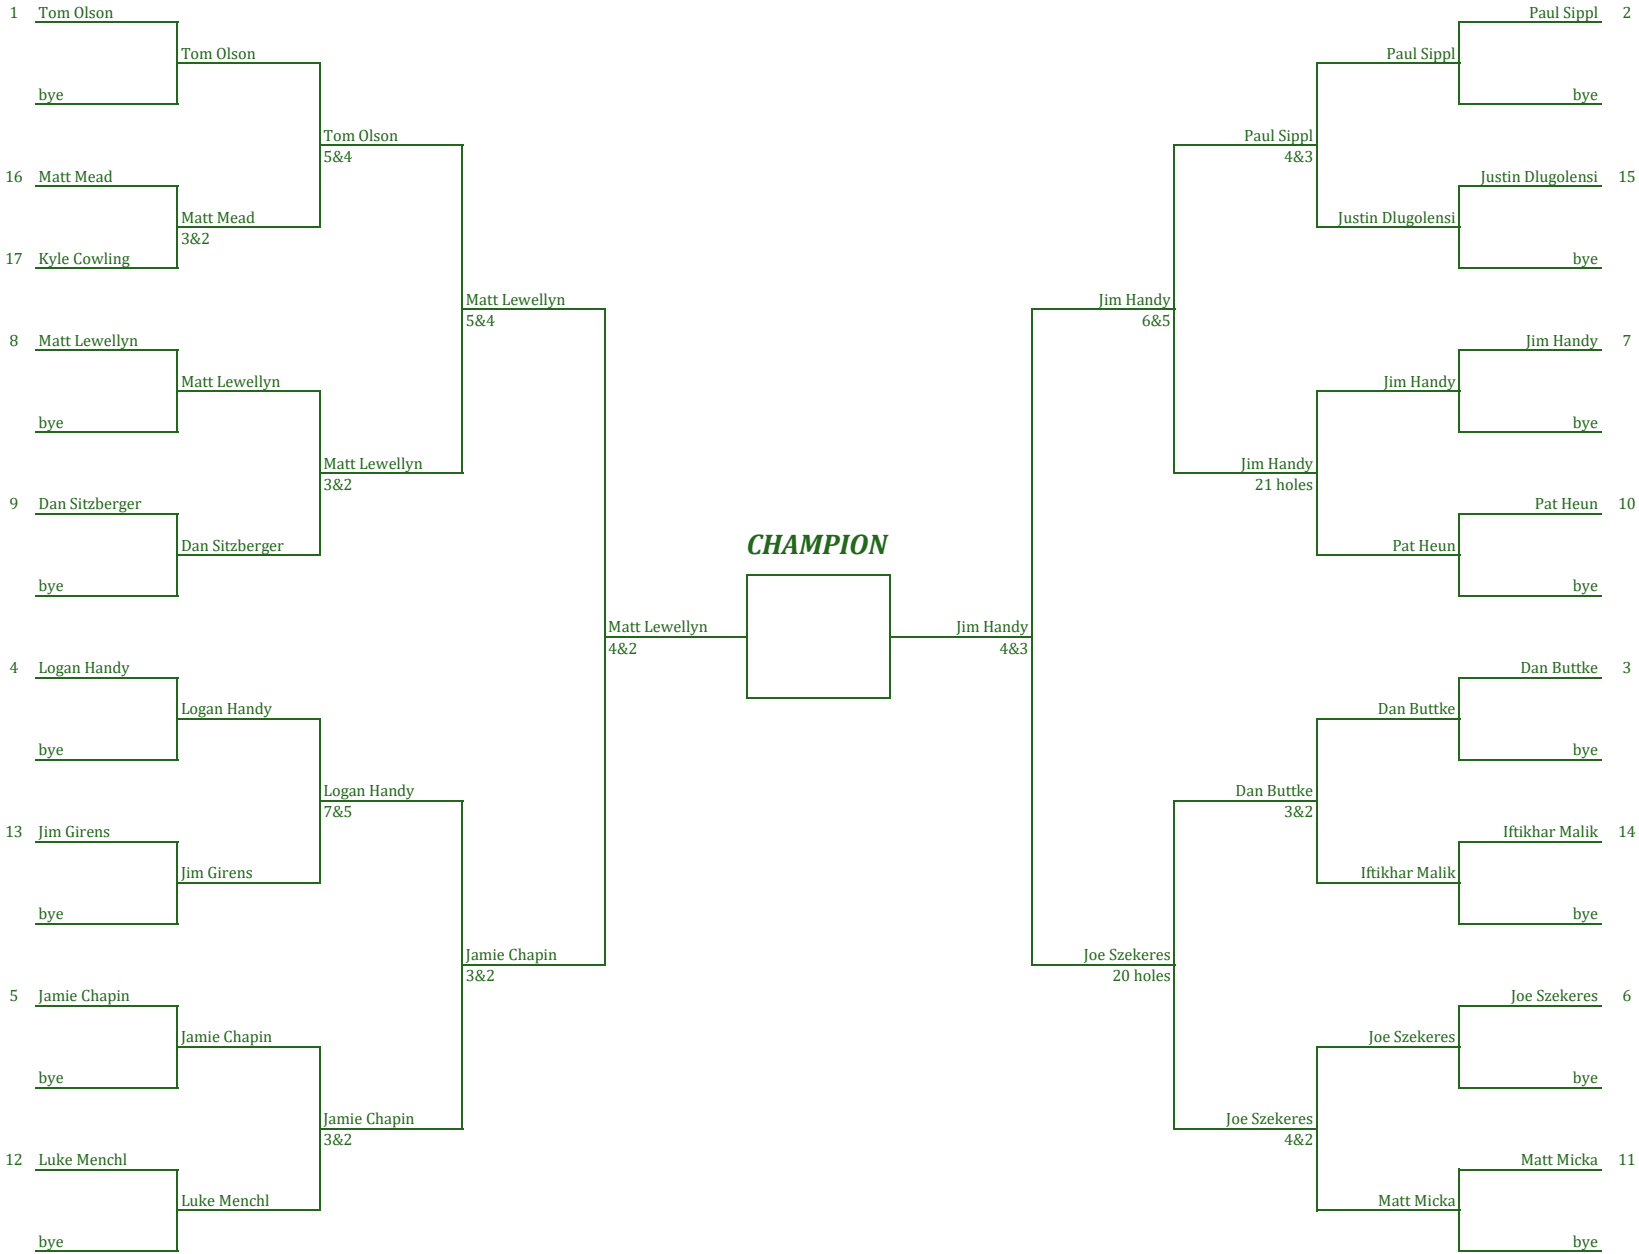 1 Tom Olson
Tom Olson
bye
Tom Olson
5&4
16 Matt Mead
Matt Mead
3&2
17 Kyle Cowling
Matt Lewellyn
5&4
8 Matt Lewellyn
Matt Lewellyn
bye
Matt Lewellyn
3&2
9 Dan Sitzberger
Dan Sitzberger
bye
Matt Lewellyn
4&2
4 Logan Handy
Logan Handy
bye
Logan Handy
7&5
13 Jim Girens
Jim Girens
bye
Jamie Chapin
3&2
5 Jamie Chapin
Jamie Chapin
bye
Jamie Chapin
3&2
12 Luke Menchl
Luke Menchl
bye
CHAMPION
Paul Sippl 2
Paul Sippl
bye
Paul Sippl
4&3
Justin Dlugolensi 15
Justin Dlugolensi
bye
Jim Handy
6&5
Jim Handy 7
Jim Handy
bye
Jim Handy
21 holes
Pat Heun 10
Pat Heun
bye
Jim Handy
4&3
Dan Buttke 3
Dan Buttke
bye
Dan Buttke
3&2
Iftikhar Malik 14
Iftikhar Malik
bye
Joe Szekeres
20 holes
Joe Szekeres 6
Joe Szekeres
bye
Joe Szekeres
4&2
Matt Micka 11
Matt Micka
bye